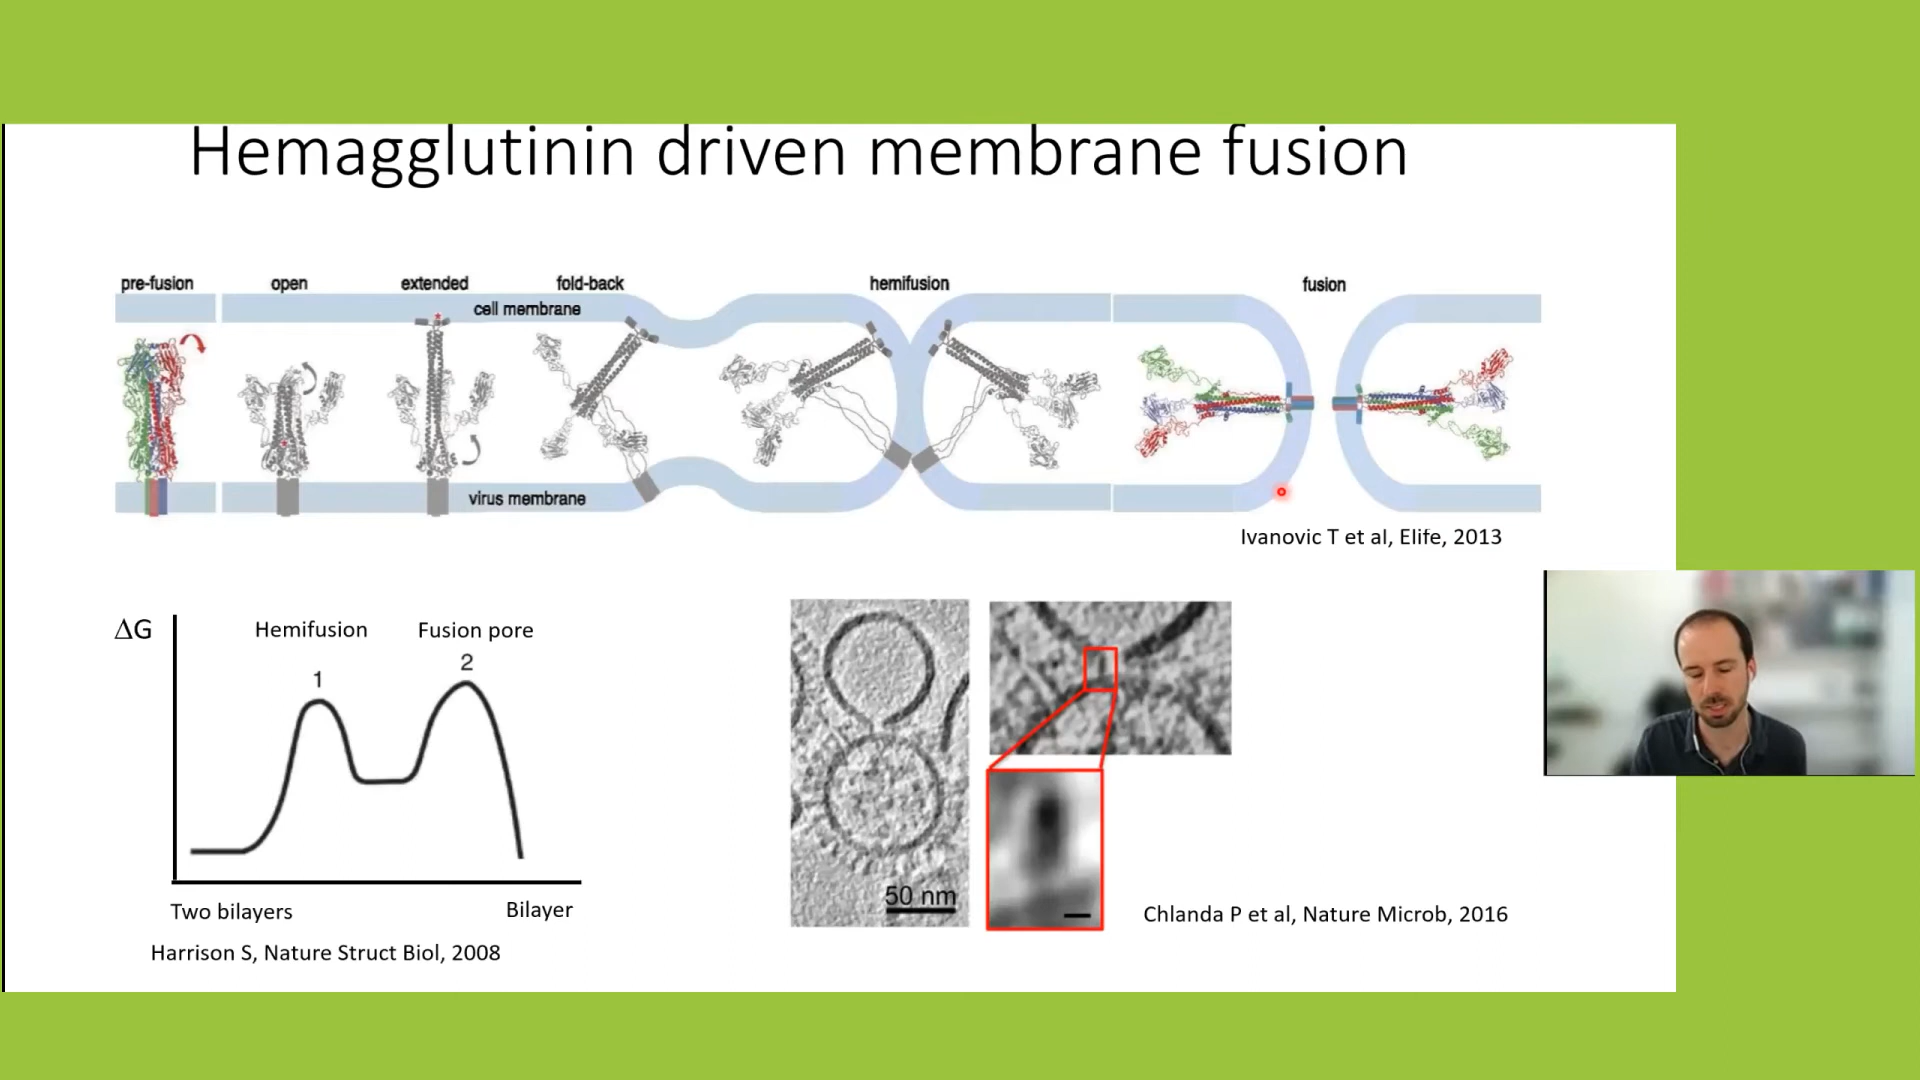 Hemagglutinin driven membrane fusion
pre-fusion
open
extended
fold-back
hemifusion
fusion
cell membrane
virus membrane
Ivanovic T et al, Elife, 2013
ΔG
Hemifusion
Fusion pore
1
2
Two bilayers
Bilayer
Harrison S, Nature Struct Biol, 2008
50 nm
Chlanda P et al, Nature Microb, 2016